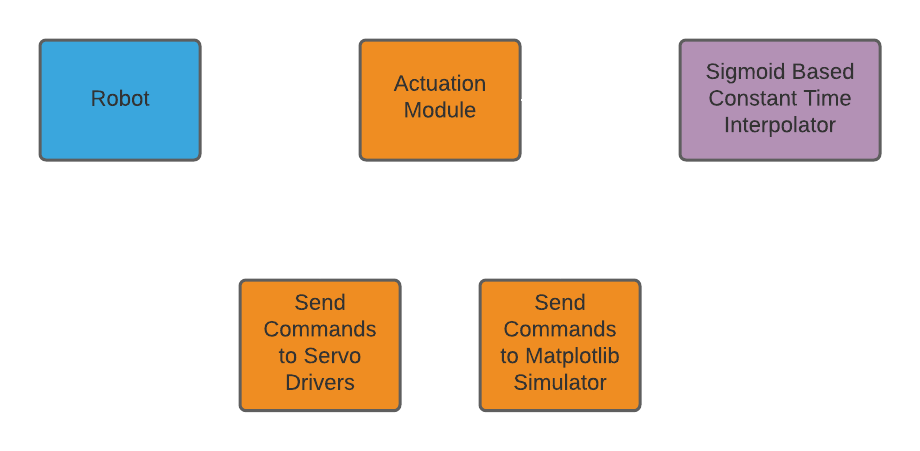 Robot
Actuation
Module
Sigmoid Based
Constant Time
Interpolator
Send
Commands
to Servo
Drivers
Send
Commands
to Matplotlib
Simulator